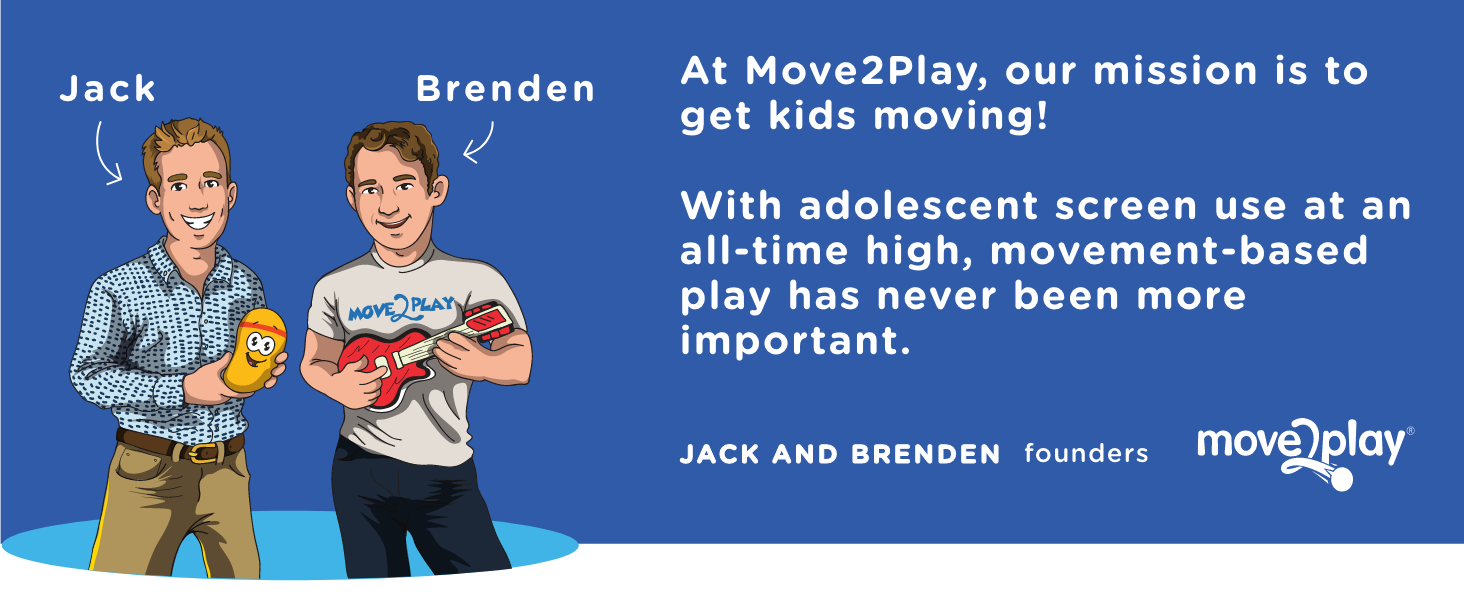 Jack
Brenden
MOVE2PLAY
At Move2Play, our mission is to
get kids moving!
With adolescent screen use at an
all-time high, movement-based
play has never been more
important.
JACK AND BRENDEN founders
move2play®